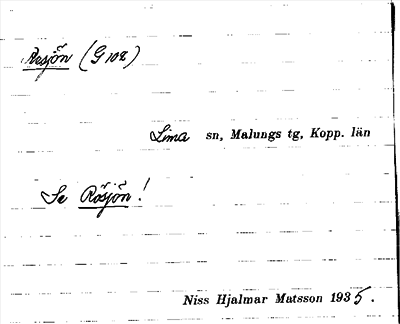 Resjön (G 102)
Lima sn, Malungs tg, Kopp. län
Se Rösjön!
Niss Hjalmar Matsson 1935.